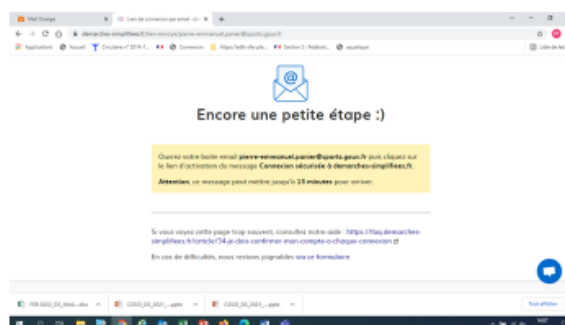 Mail Orange
Lien de connexion par email · de
demarches-simplifiees.fr/lien-envoye/pierre-emmanuel.panier@sports.gouv.fr
Applications
Accueil
Connexion
aquatique
Encore une petite étape :)
Ouvrez votre boite email pierre-emmanuel.panier@sports.gouv.fr puis cliquez sur
le lien d'activation du message Connexion sécurisée à demarches-simplifiees.fr.
Attention, ce message peut mettre jusqu'à 15 minutes pour arriver.
Si vous voyez cette page trop souvent, consultez notre aide : https://faq.demarches-
simplifiees.fr/article/34-je-dois-confirmer-mon-compte-a-chaque-connexion
En cas de difficultés, nous restons joignables via ce formulaire.
Tout afficher